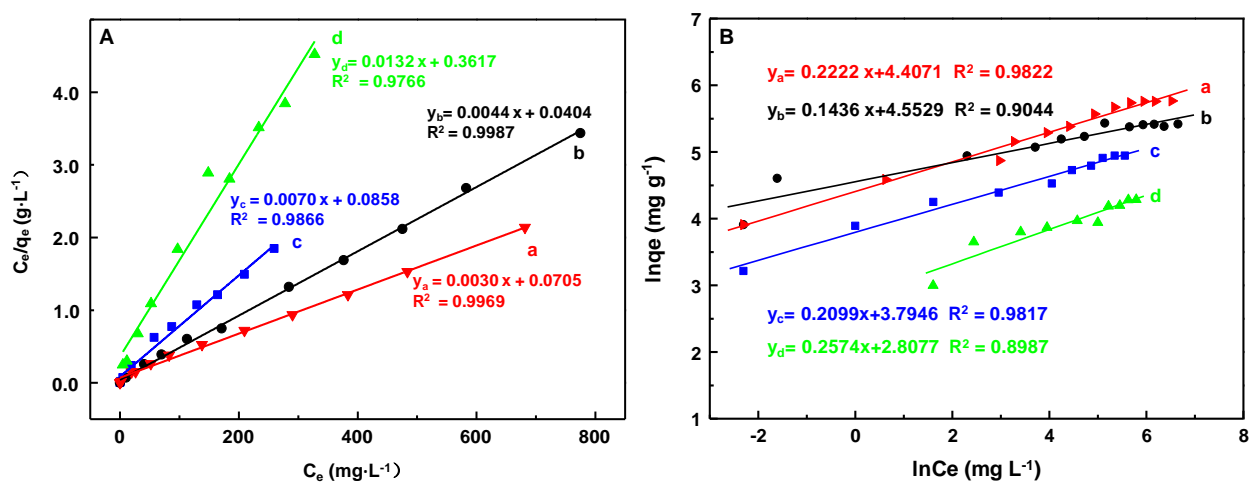 A
d
y_d = 0.0132 x + 0.3617
R² = 0.9766
y_b = 0.0044 x + 0.0404
R² = 0.9987
b
y_c = 0.0070 x + 0.0858
R² = 0.9866
c
a
y_a = 0.0030 x + 0.0705
R² = 0.9969
4.0
3.0
2.0
1.0
0.0
C_e/q_e (g·L⁻¹)
0 200 400 600 800
C_e (mg·L⁻¹)
B
y_a= 0.2222 x+4.4071 R² = 0.9822
a
y_b= 0.1436 x+4.5529 R² = 0.9044
b
c
d
y_c= 0.2099x+3.7946 R² = 0.9817
y_d= 0.2574x+2.8077 R² = 0.8987
7
6
5
4
3
2
1
lnqe (mg g⁻¹)
-2 0 2 4 6 8
lnCe (mg L⁻¹)